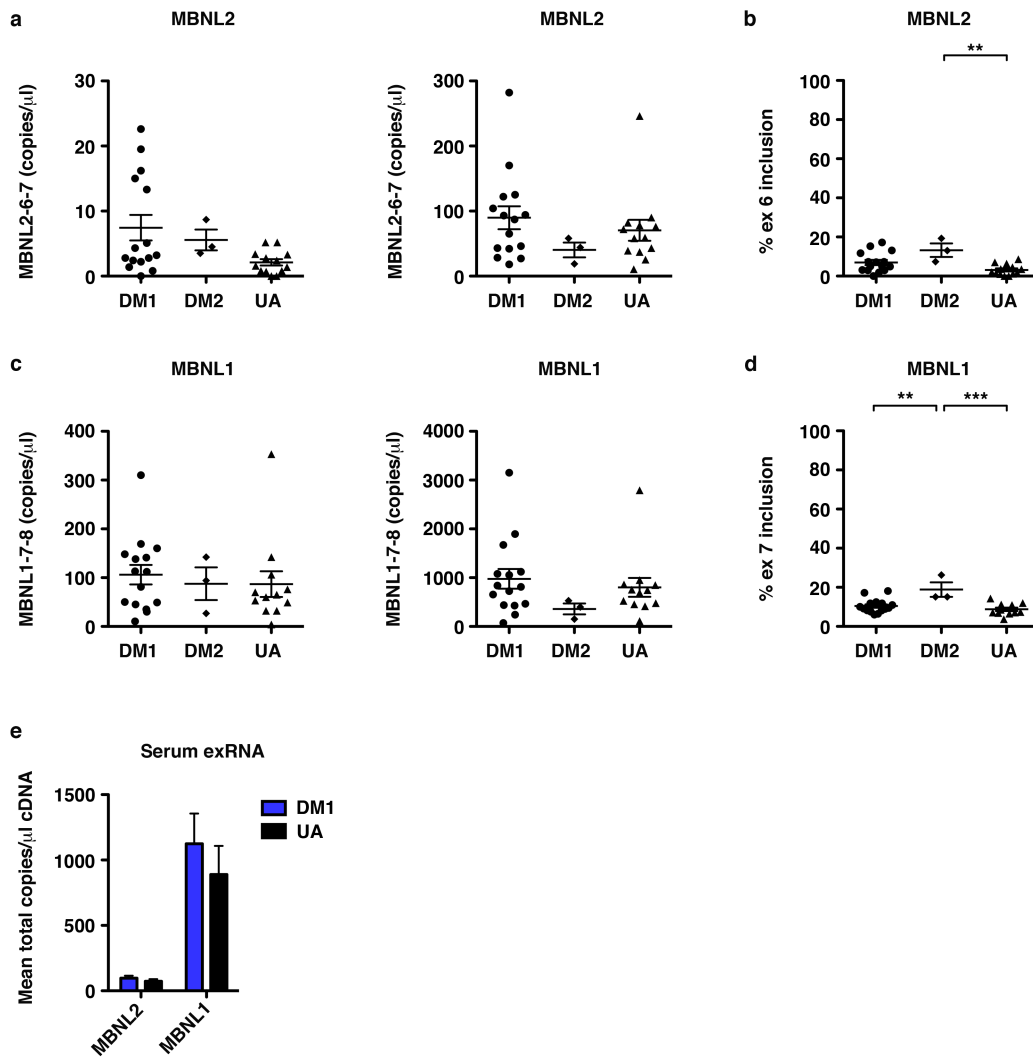 a
MBNL2
MBNL2-6-7 (copies/μl)
30
20
10
0
DM1 DM2 UA
MBNL2
MBNL2-6-7 (copies/μl)
300
200
100
0
DM1 DM2 UA
b
MBNL2
**
% ex 6 inclusion
100
80
60
40
20
0
DM1 DM2 UA
c
MBNL1
MBNL1-7-8 (copies/μl)
400
300
200
100
0
DM1 DM2 UA
MBNL1
MBNL1-7-8 (copies/μl)
4000
3000
2000
1000
0
DM1 DM2 UA
d
MBNL1
** ***
% ex 7 inclusion
100
80
60
40
20
0
DM1 DM2 UA
e
Serum exRNA
Mean total copies/μl cDNA
1500
1000
500
0
MBNL2 MBNL1
DM1
UA